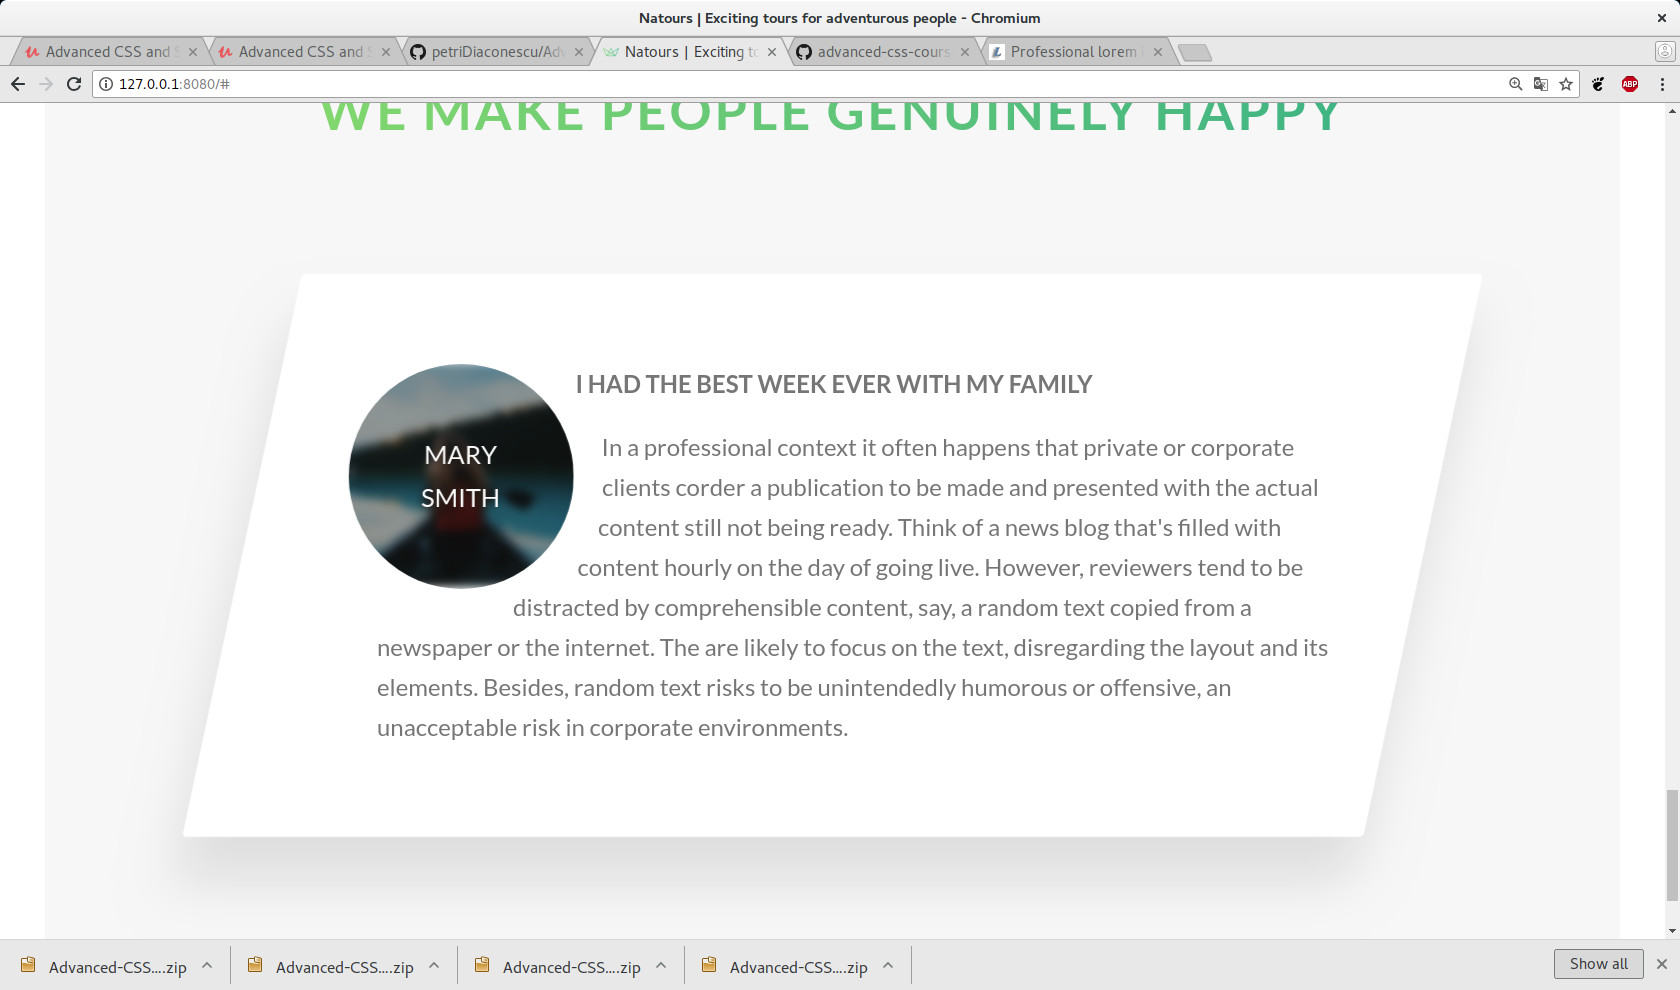 Natours | Exciting tours for adventurous people - Chromium
Advanced CSS and S
Advanced CSS and S
petriDiaconescu/Adv
Natours | Exciting to
advanced-css-cours
Professional lorem
127.0.0.1:8080/#
ABP
WE MAKE PEOPLE GENUINELY HAPPY
MARY
SMITH
I HAD THE BEST WEEK EVER WITH MY FAMILY
In a professional context it often happens that private or corporate
clients corder a publication to be made and presented with the actual
content still not being ready. Think of a news blog that's filled with
content hourly on the day of going live. However, reviewers tend to be
distracted by comprehensible content, say, a random text copied from a
newspaper or the internet. The are likely to focus on the text, disregarding the layout and its
elements. Besides, random text risks to be unintendedly humorous or offensive, an
unacceptable risk in corporate environments.
Advanced-CSS....zip
Advanced-CSS....zip
Advanced-CSS....zip
Advanced-CSS....zip
Show all